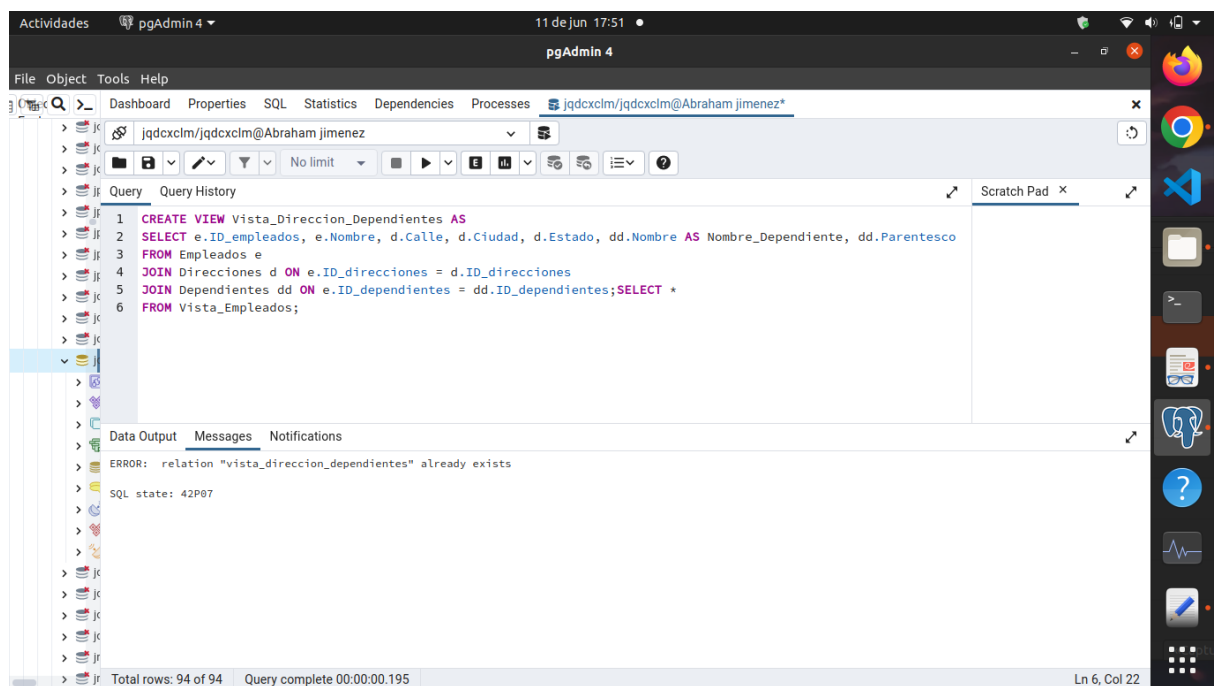 Actividades pgAdmin 4 11 de jun 17:51
pgAdmin 4
File Object Tools Help
Dashboard Properties SQL Statistics Dependencies Processes jqdcxclm/jqdcxclm@Abraham jimenez*
jqdcxclm/jqdcxclm@Abraham jimenez
No limit
Query Query History Scratch Pad
1 CREATE VIEW Vista_Direccion_Dependientes AS
2 SELECT e.ID_empleados, e.Nombre, d.Calle, d.Ciudad, d.Estado, dd.Nombre AS Nombre_Dependiente, dd.Parentesco
3 FROM Empleados e
4 JOIN Direcciones d ON e.ID_direcciones = d.ID_direcciones
5 JOIN Dependientes dd ON e.ID_dependientes = dd.ID_dependientes;SELECT *
6 FROM Vista_Empleados;
Data Output Messages Notifications
ERROR: relation "vista_direccion_dependientes" already exists
SQL state: 42P07
Total rows: 94 of 94 Query complete 00:00:00.195 Ln 6, Col 22